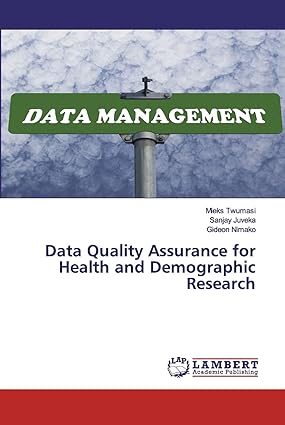 DATA MANAGEMENT
Mieks Twumasi
Sanjay Juveka
Gideon Nimako
Data Quality Assurance for
Health and Demographic
Research
LAP
LAMBERT
Academic Publishing